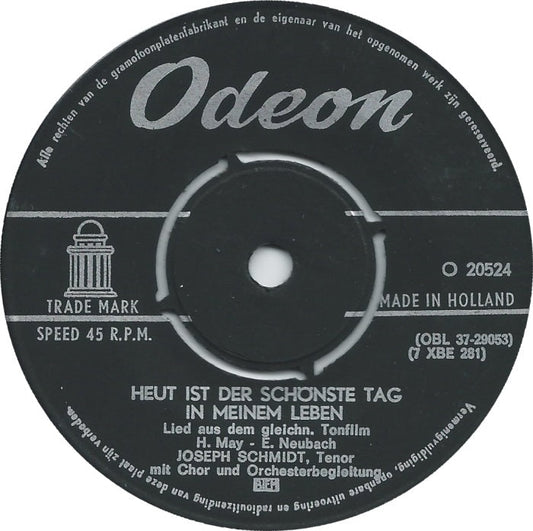 Alle rechten van de gramofoonplatenfabrikant en de eigenaar van het opgenomen werk zijn gereserveerd.
Odeon
TRADE MARK
SPEED 45 R.P.M.
O 20524
MADE IN HOLLAND
(OBL 37-29053)
(7 XBE 281)
HEUT IST DER SCHÖNSTE TAG
IN MEINEM LEBEN
Lied aus dem gleichn. Tonfilm
H. May - E. Neubach
JOSEPH SCHMIDT, Tenor
mit Chor und Orchesterbegleitung
BIEM
Vermenigvuldiging, openbare uitvoering en radiouitzending van deze plaat zijn verboden.